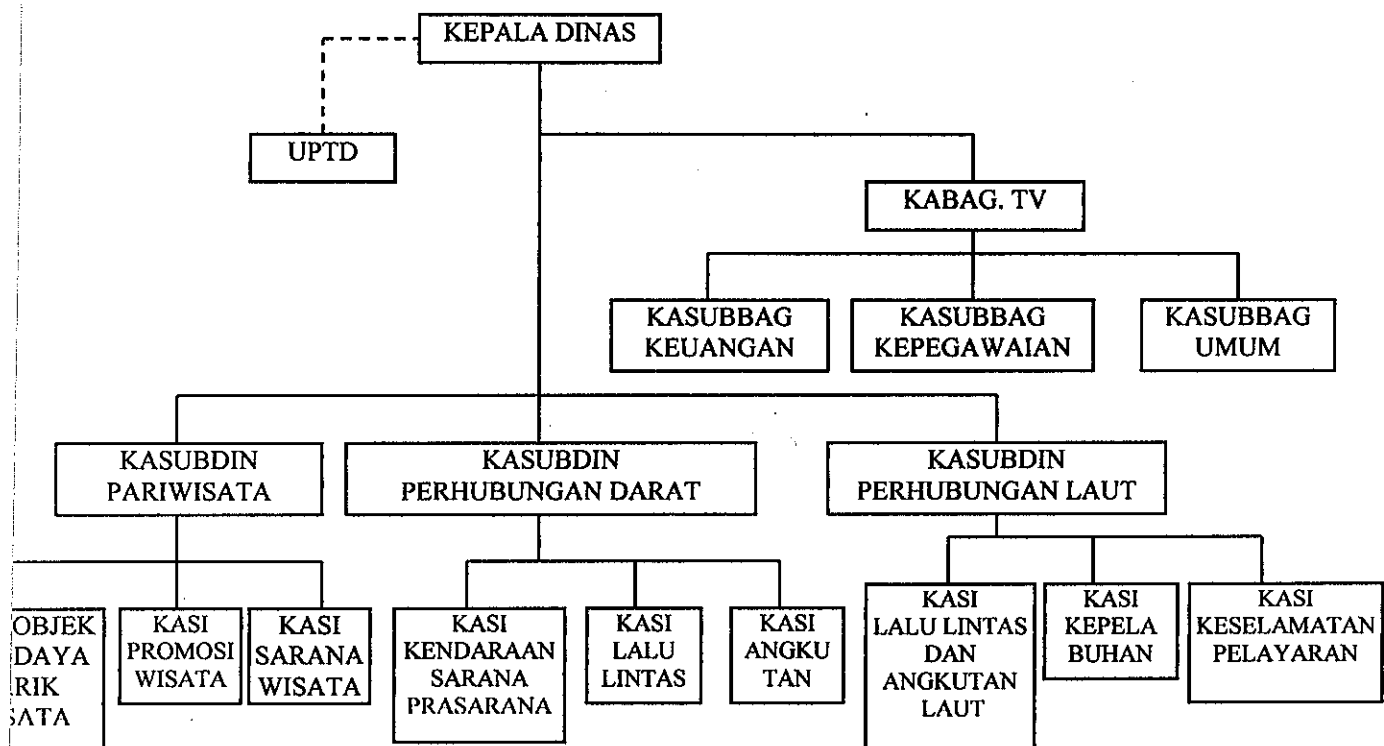 KEPALA DINAS
UPTD
KABAG. TV
KASUBBAG
KEUANGAN
KASUBBAG
KEPEGAWAIAN
KASUBBAG
UMUM
KASUBDIN
PARIWISATA
KASUBDIN
PERHUBUNGAN DARAT
KASUBDIN
PERHUBUNGAN LAUT
OBJEK
DAYA
RIK
SATA
KASI
PROMOSI
WISATA
KASI
SARANA
WISATA
KASI
KENDARAAN
SARANA
PRASARANA
KASI
LALU
LINTAS
KASI
ANGKU
TAN
KASI
LALU LINTAS
DAN
ANGKUTAN
LAUT
KASI
KEPELA
BUHAN
KASI
KESELAMATAN
PELAYARAN